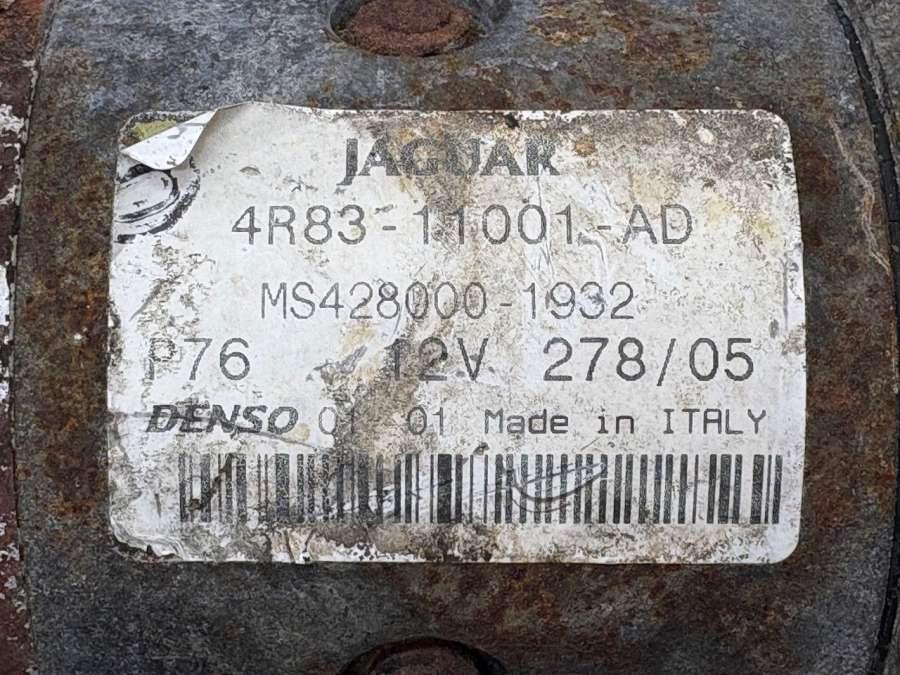 JAGUAR
4R83-11001-AD
MS428000-1932
P76 12V 278/05
DENSO 01 01 Made in ITALY